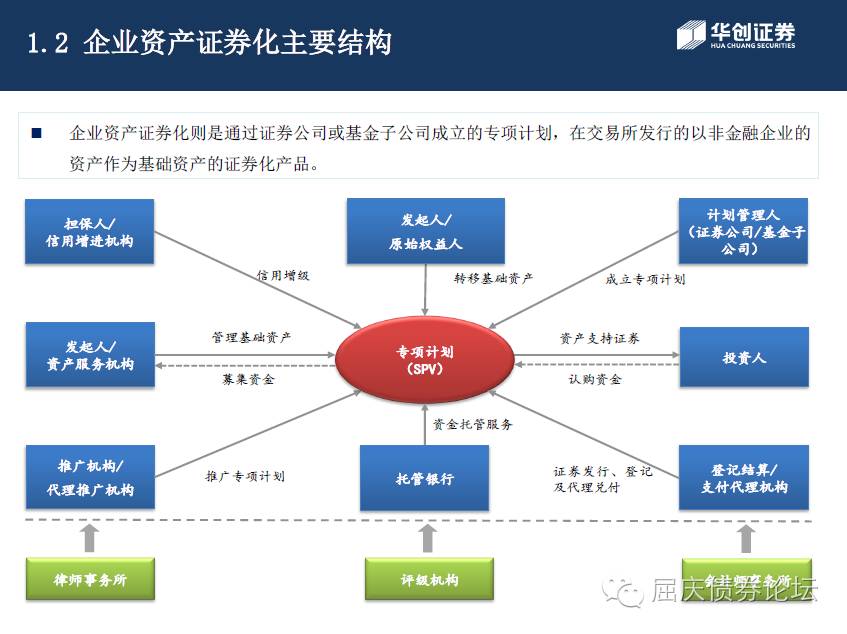 1.2 企业资产证券化主要结构
华创证券
HUA CHUANG SECURITIES
企业资产证券化则是通过证券公司或基金子公司成立的专项计划，在交易所发行的以非金融企业的
资产作为基础资产的证券化产品。
担保人/
信用增进机构
发起人/
原始权益人
计划管理人
（证券公司/基金子
公司）
信用增级
转移基础资产
成立专项计划
发起人/
资产服务机构
管理基础资产
募集资金
专项计划
（SPV）
资产支持证券
认购资金
投资人
推广机构/
代理推广机构
推广专项计划
资金托管服务
托管银行
证券发行、登记
及代理兑付
登记结算/
支付代理机构
律师事务所
评级机构
会计师事务所
屈庆债券论坛